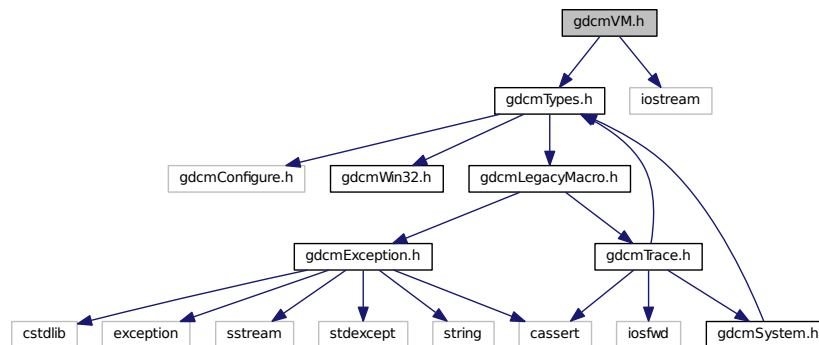 gdcmVM.h
gdcmTypes.h
iostream
gdcmConfigure.h
gdcmWin32.h
gdcmLegacyMacro.h
gdcmException.h
gdcmTrace.h
cstdlib
exception
sstream
stdexcept
string
cassert
iosfwd
gdcmSystem.h